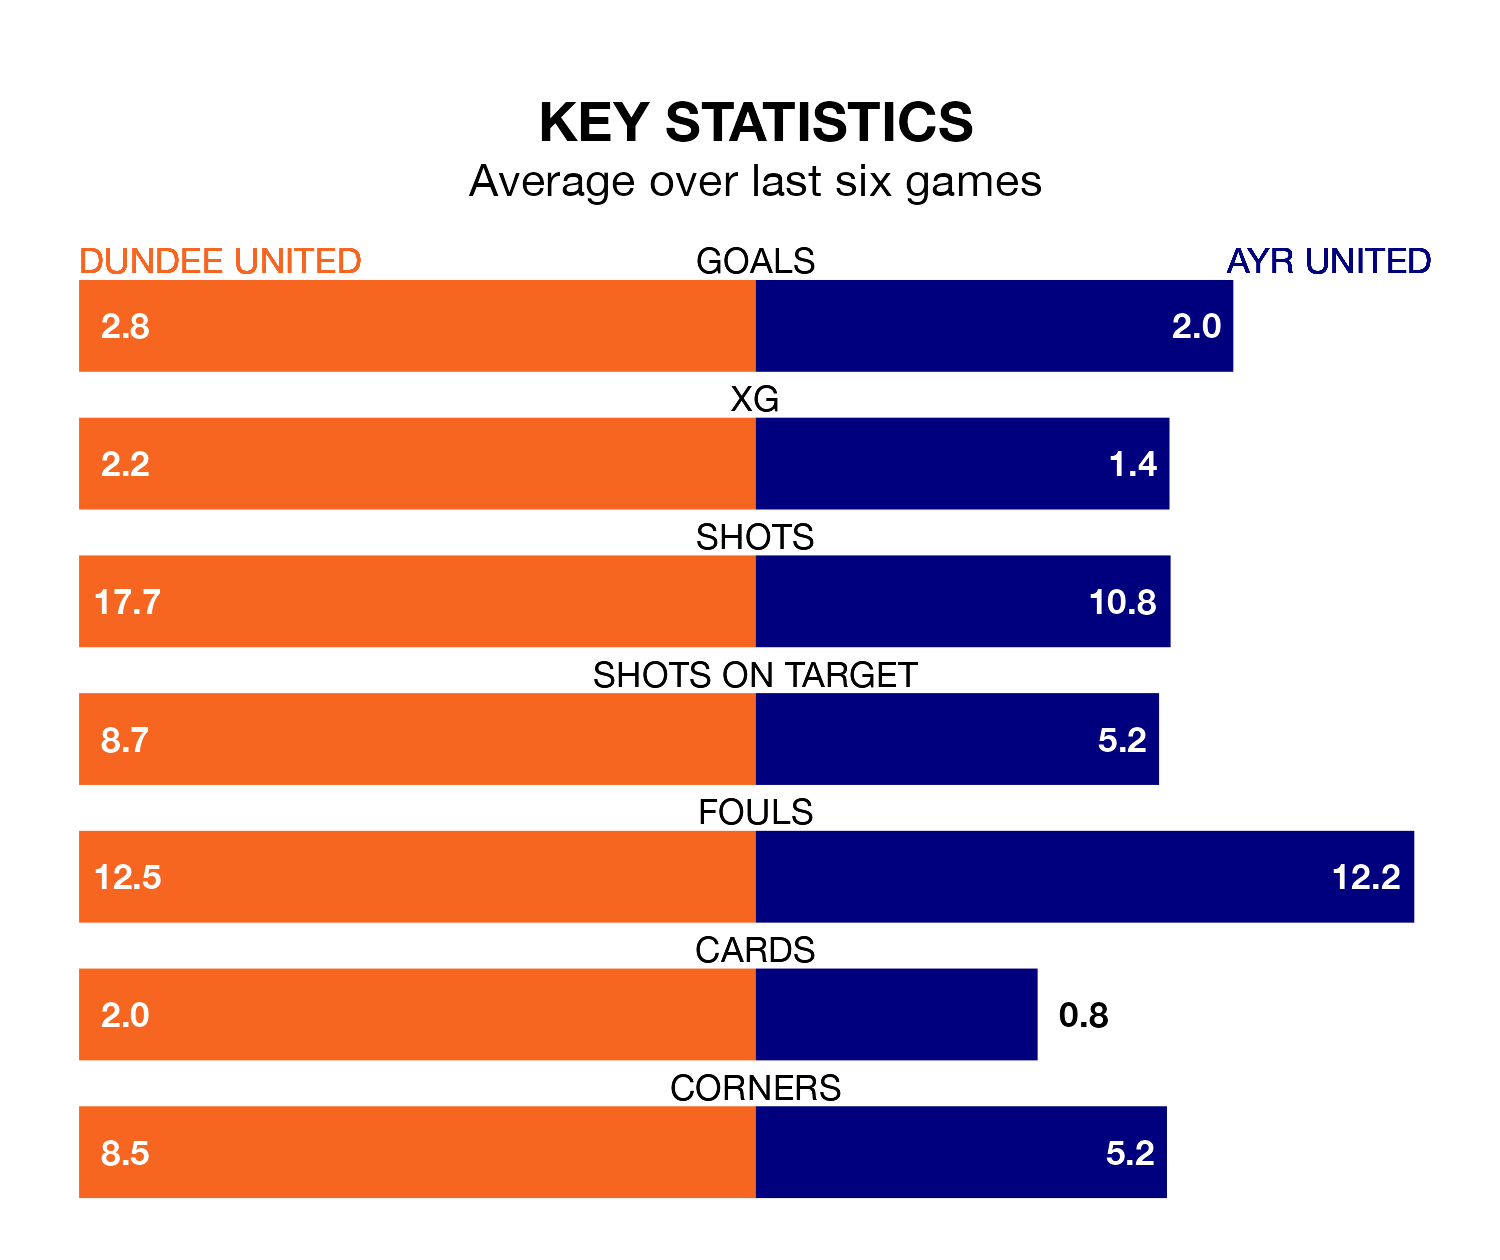 KEY STATISTICS
Average over last six games
DUNDEE UNITED GOALS AYR UNITED
2.8 2.0
XG
2.2 1.4
SHOTS
17.7 10.8
SHOTS ON TARGET
8.7 5.2
FOULS
12.5 12.2
CARDS
2.0 0.8
CORNERS
8.5 5.2